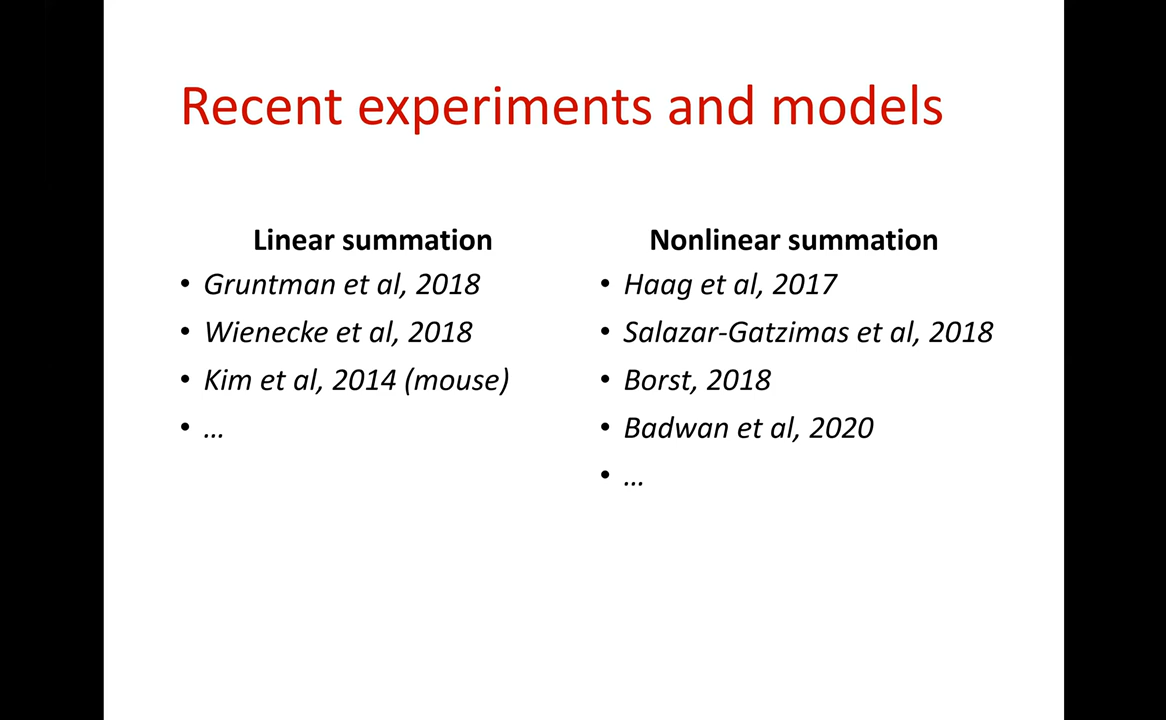 Recent experiments and models
Linear summation
• Gruntman et al, 2018
• Wienecke et al, 2018
• Kim et al, 2014 (mouse)
• …
Nonlinear summation
• Haag et al, 2017
• Salazar-Gatzimas et al, 2018
• Borst, 2018
• Badwan et al, 2020
• …